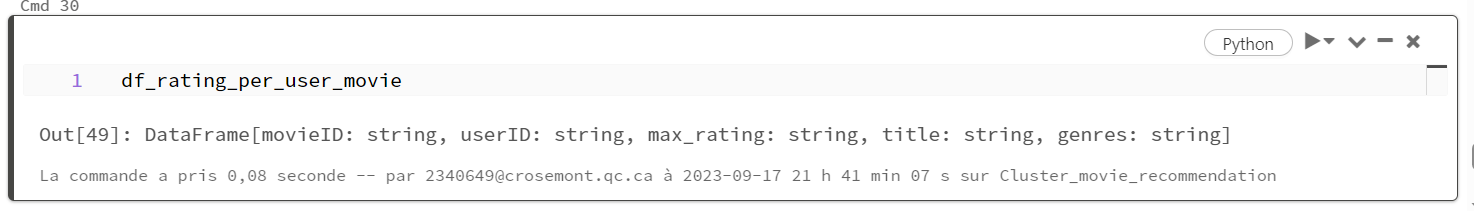 Cmd 30
Python
1 df_rating_per_user_movie
Out[49]: DataFrame[movieID: string, userID: string, max_rating: string, title: string, genres: string]
La commande a pris 0,08 seconde -- par 2340649@crosemont.qc.ca à 2023-09-17 21 h 41 min 07 s sur Cluster_movie_recommendation